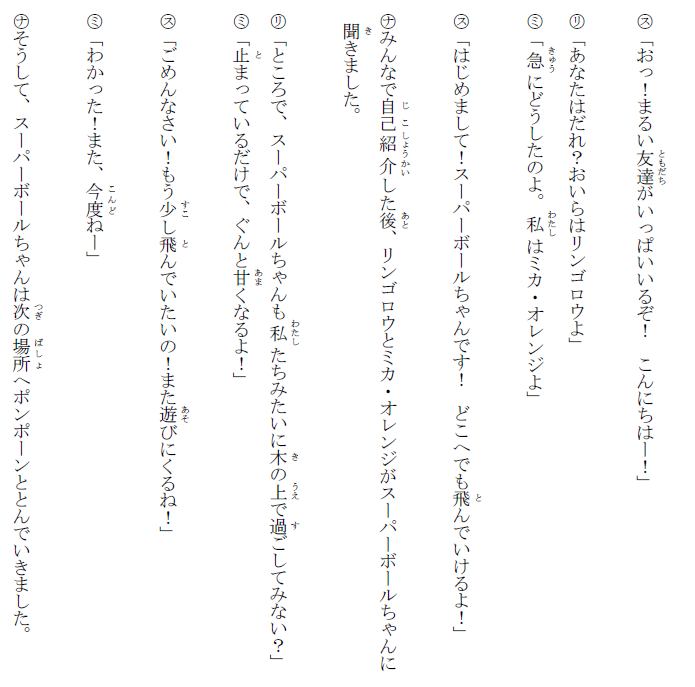 ㋜「おっ！まるい友達がいっぱいいるぞ！　こんにちはー！」
㋷「あなたはだれ？おいらはリンゴロウよ」
㋯「急にどうしたのよ。私はミカ・オレンジよ」
㋜「はじめまして！スーパーボールちゃんです！　どこへでも飛んでいけるよ！」
㋤みんなで自己紹介した後、リンゴロウとミカ・オレンジがスーパーボールちゃんに
聞きました。
㋷「ところで、スーパーボールちゃんも私たちみたいに木の上で過ごしてみない？」
㋯「止まっているだけで、ぐんと甘くなるよ！」
㋜「ごめんなさい！もう少し飛んでいたいの！また遊びにくるね！」
㋯「わかった！また、今度ねー」
㋤そうして、スーパーボールちゃんは次の場所へポンポーンととんでいきました。